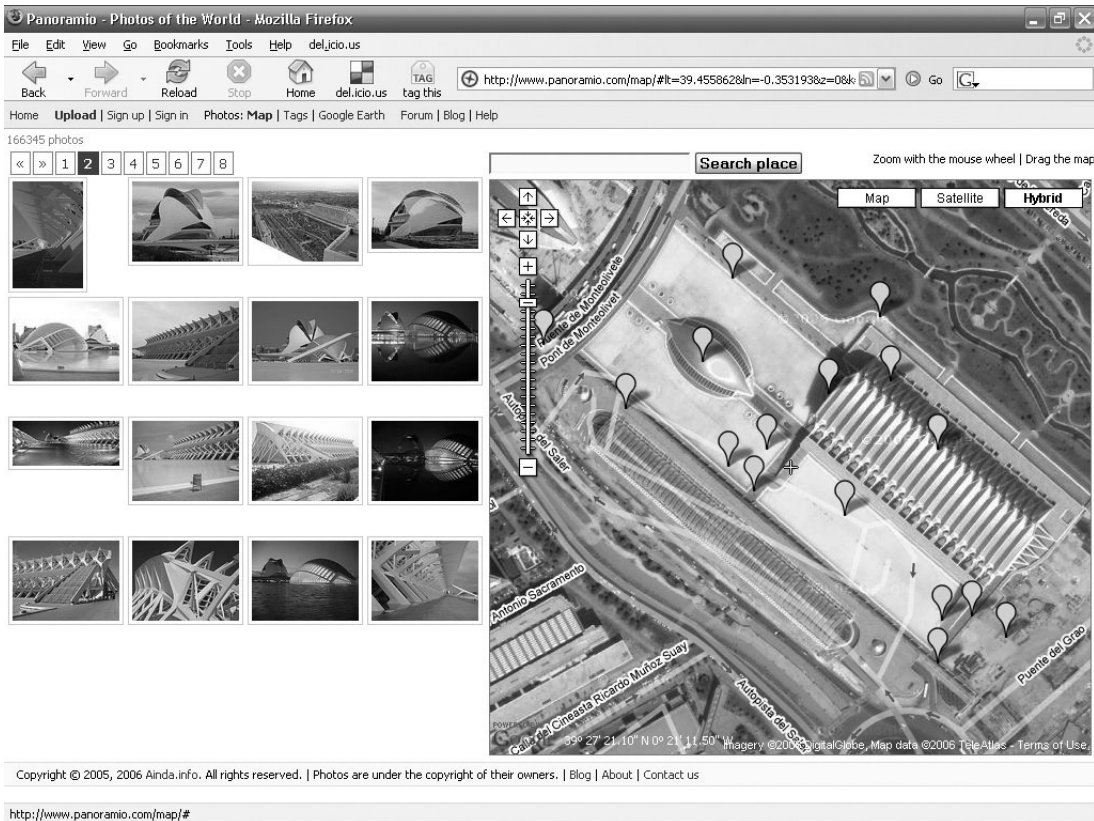 Panoramio - Photos of the World - Mozilla Firefox
File Edit View Go Bookmarks Tools Help del.icio.us
Back Forward Reload Stop Home del.icio.us tag this
TAG
http://www.panoramio.com/map/#lt=39.455862&ln=-0.353193&z=0&k
Go
G
Home Upload | Sign up | Sign in Photos: Map | Tags | Google Earth Forum | Blog | Help
166345 photos
« » 1 2 3 4 5 6 7 8
Search place
Zoom with the mouse wheel | Drag the map
Map Satellite Hybrid
Puente de Monteolivete
Pont de Monteolivet
Autopista del Saler
Antonio Sacramento
Calle del Cineasta Ricardo Muñoz Suay
Autopista del Saler
Puente del Grao
39º 27' 21.10" N 0º 21' 11.50" W
Imagery ©2006 DigitalGlobe, Map data ©2006 TeleAtlas - Terms of Use
Copyright © 2005, 2006 Ainda.info. All rights reserved. | Photos are under the copyright of their owners. | Blog | About | Contact us
http://www.panoramio.com/map/#